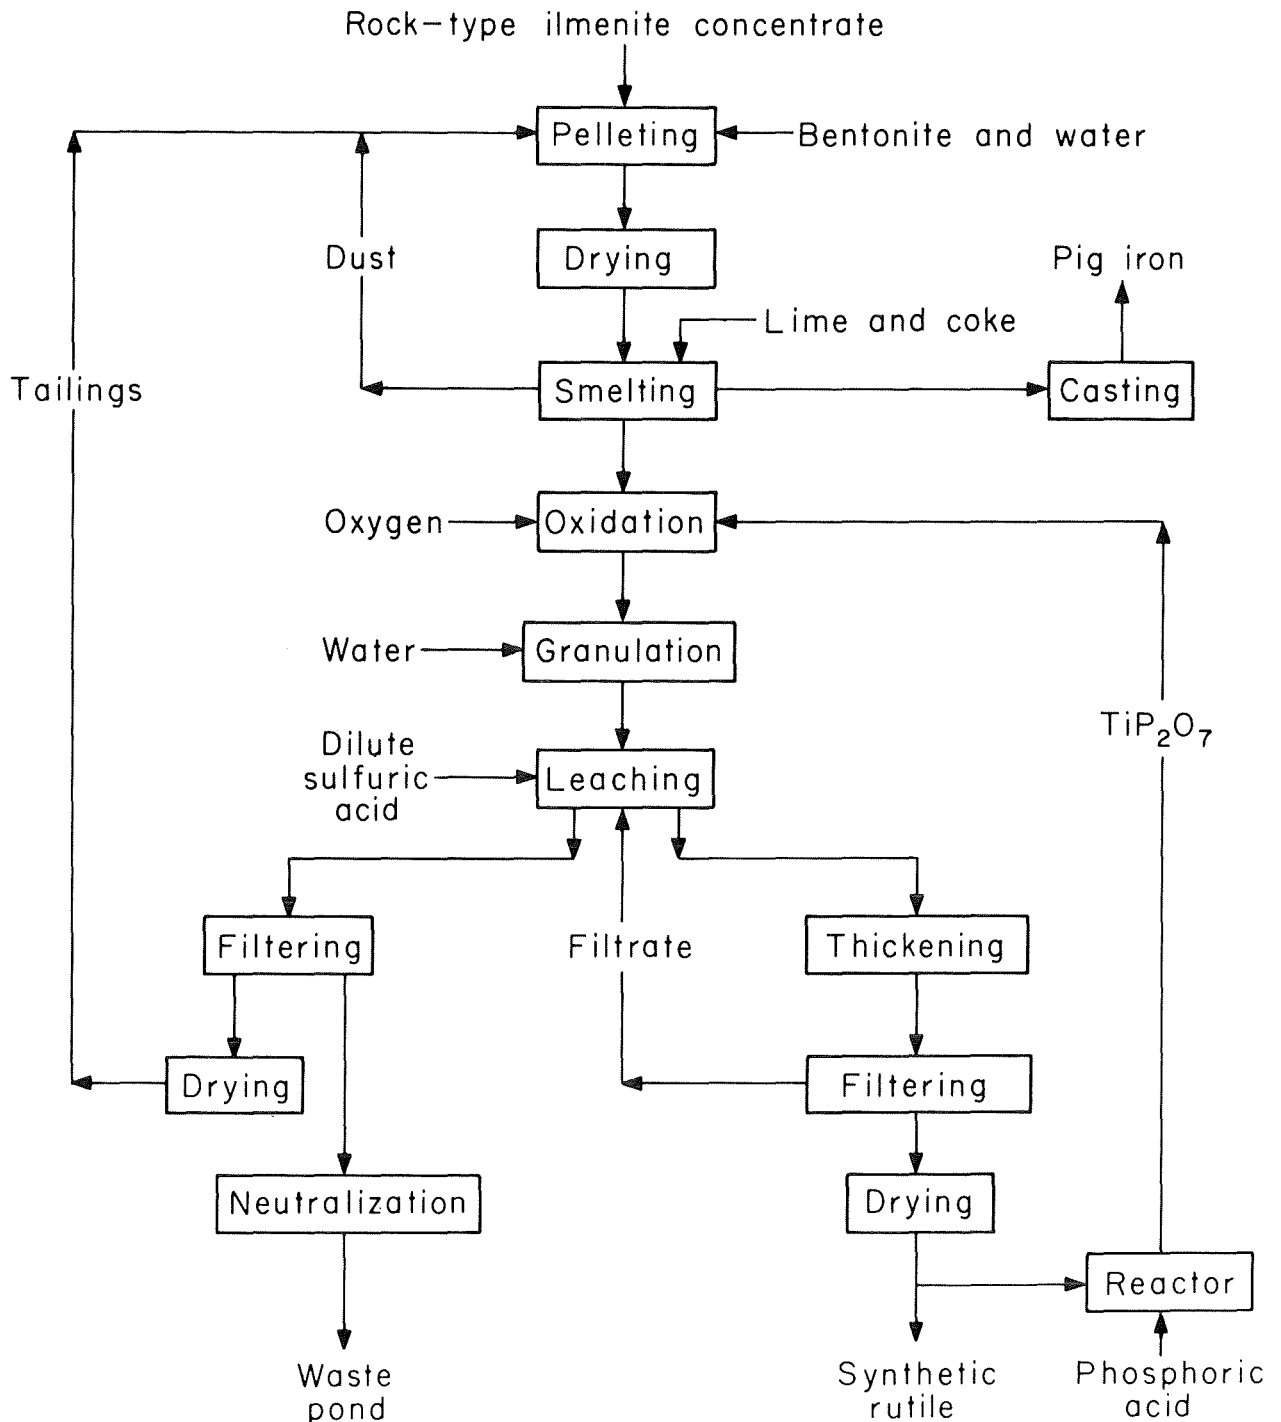 Rock-type ilmenite concentrate
Pelleting
Bentonite and water
Dust
Drying
Pig iron
Lime and coke
Tailings
Smelting
Casting
Oxygen
Oxidation
Water
Granulation
TiP₂O₇
Dilute
sulfuric
acid
Leaching
Filtering
Filtrate
Thickening
Drying
Filtering
Neutralization
Drying
Reactor
Waste
pond
Synthetic
rutile
Phosphoric
acid